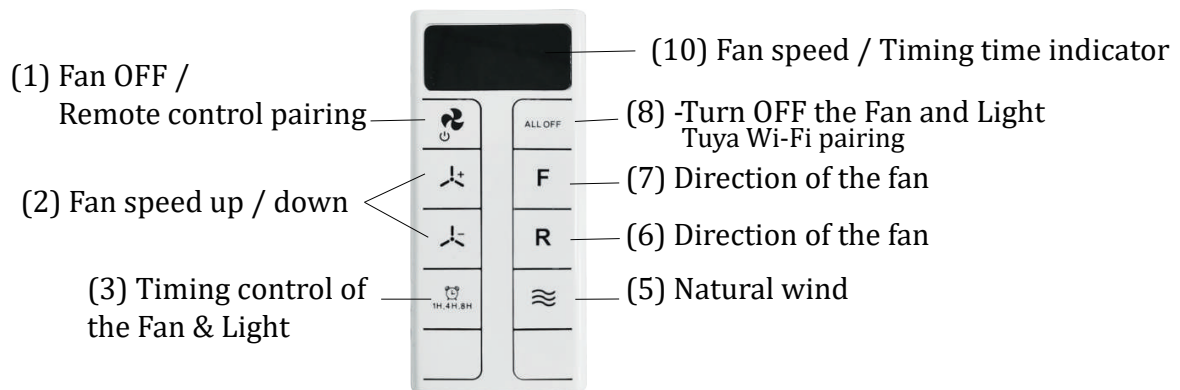 (10) Fan speed / Timing time indicator
(1) Fan OFF /
Remote control pairing
ALL OFF
(8) -Turn OFF the Fan and Light
Tuya Wi-Fi pairing
F
(7) Direction of the fan
(2) Fan speed up / down
R
(6) Direction of the fan
(3) Timing control of
the Fan & Light
1H.4H.8H
(5) Natural wind